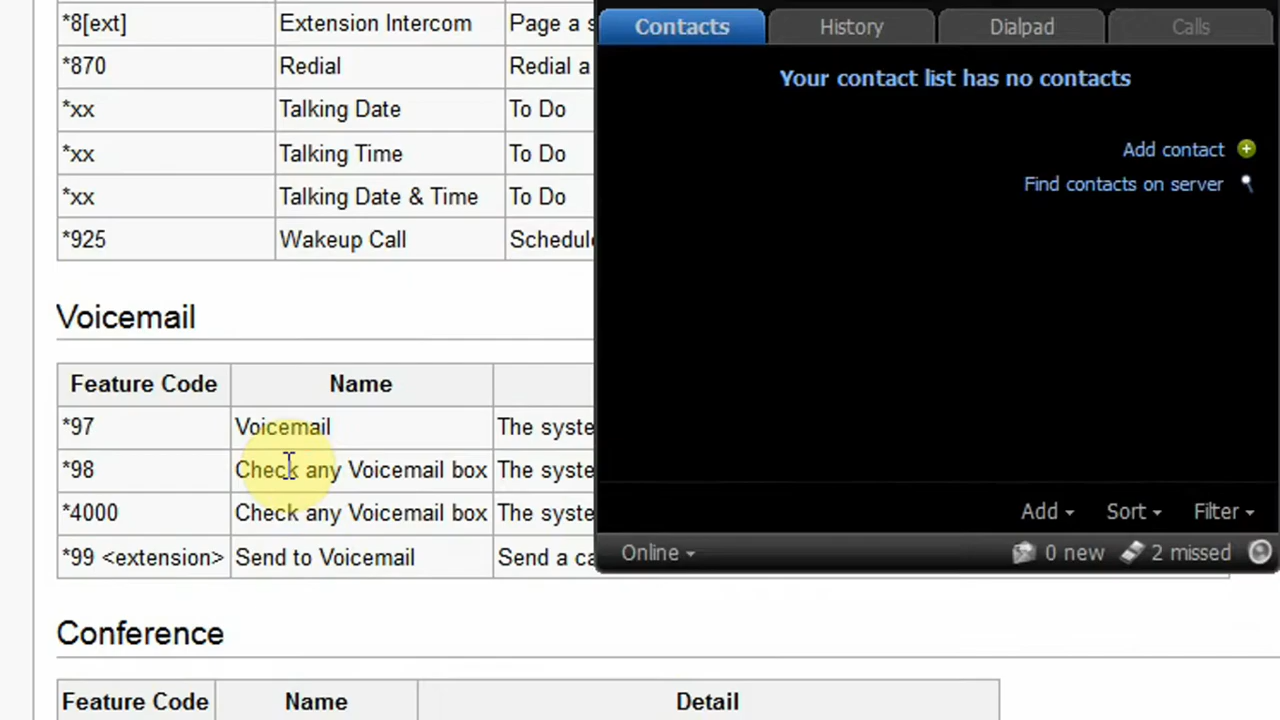 *8[ext] Extension Intercom Page a s
*870 Redial Redial a
*xx Talking Date To Do
*xx Talking Time To Do
*xx Talking Date & Time To Do
*925 Wakeup Call Schedule
Voicemail
Feature Code Name
*97 Voicemail The syste
*98 Check any Voicemail box The syste
*4000 Check any Voicemail box The syste
*99 <extension> Send to Voicemail Send a ca
Conference
Feature Code Name Detail
Contacts History Dialpad Calls
Your contact list has no contacts
Add contact
Find contacts on server
Add Sort Filter
Online 0 new 2 missed